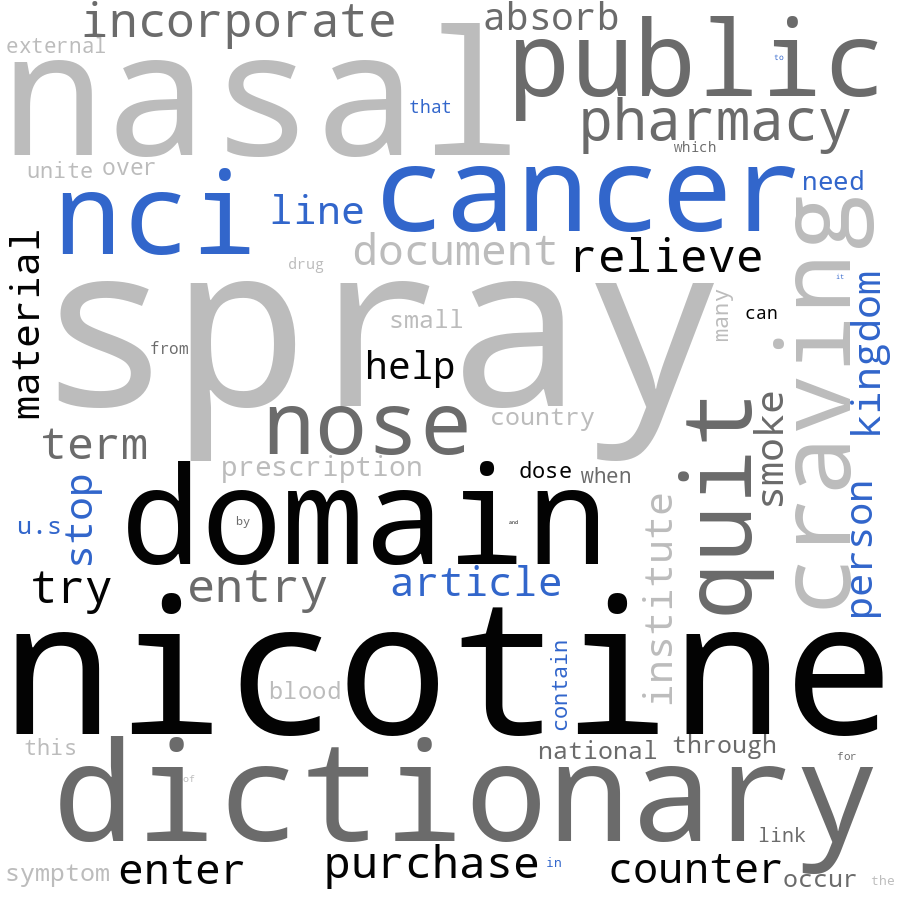 incorporate
absorb
external
public
nasal
to
that
pharmacy
which
unite
over
cancer
need
nci
line
cravings
material
document
relieve
it
drug
kingdom
spray
many
small
can
from
help
nose
country
quit
smoke
term
prescription
dose
when
stop
person
u.s
domain
by
and
institute
try
entry
article
nicotine
contain
blood
this
national
through
for
dictionary
of
link
symptom
enter
purchase
in
counter
occur
the